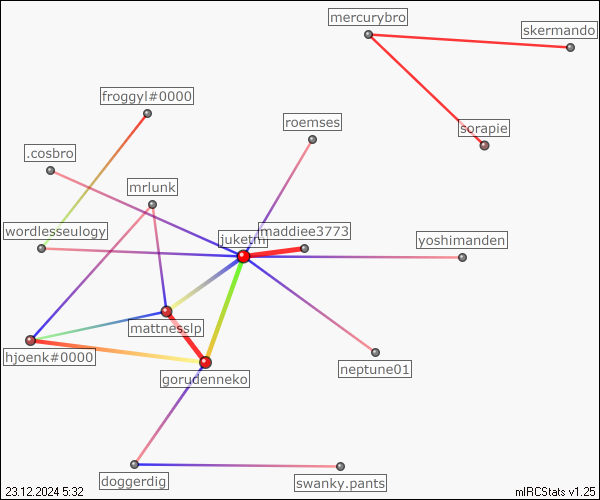 mercurybro
skermando
froggyl#0000
roemses
sorapie
.cosbro
mrlunk
wordlesseulogy
juketm
maddiee3773
yoshimanden
mattnesslp
hjoenk#0000
neptune01
gorudenneko
doggerdig
swanky.pants
23.12.2024 5:32
mIRCStats v1.25